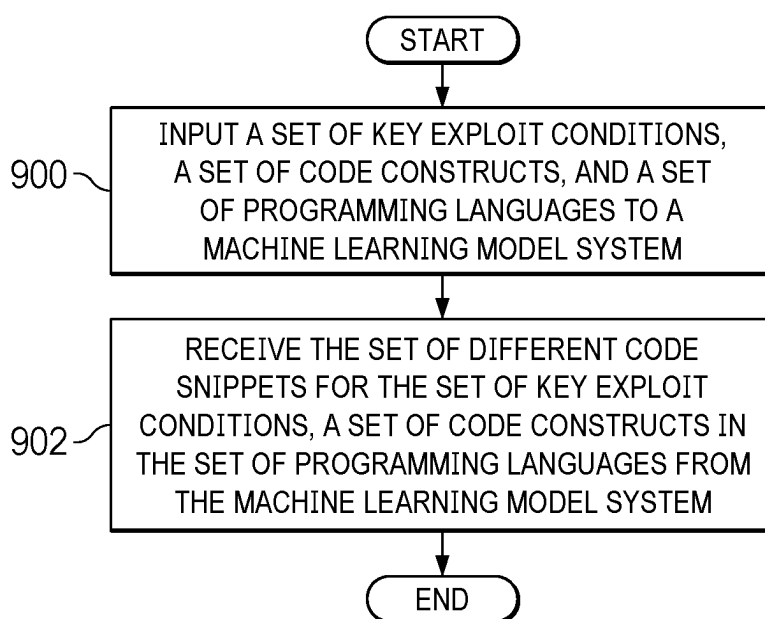 START
900
INPUT A SET OF KEY EXPLOIT CONDITIONS,
A SET OF CODE CONSTRUCTS, AND A SET
OF PROGRAMMING LANGUAGES TO A
MACHINE LEARNING MODEL SYSTEM
902
RECEIVE THE SET OF DIFFERENT CODE
SNIPPETS FOR THE SET OF KEY EXPLOIT
CONDITIONS, A SET OF CODE CONSTRUCTS IN
THE SET OF PROGRAMMING LANGUAGES FROM
THE MACHINE LEARNING MODEL SYSTEM
END